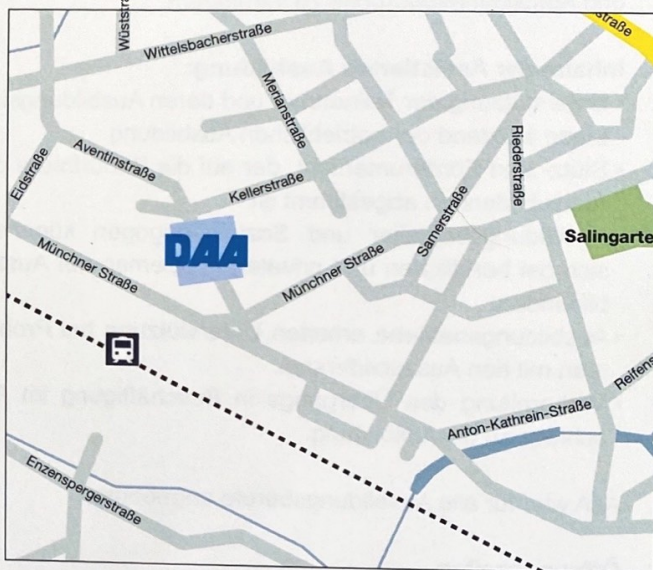 straße
Wüststr
Wittelsbacherstraße
Merianstraße
Riederstraße
Aventinstraße
Eidstraße
Kellerstraße
Samerstraße
Salingarte
DAA
Münchner Straße
Münchner Straße
Reifens
Anton-Kathrein-Straße
Enzenspergerstraße